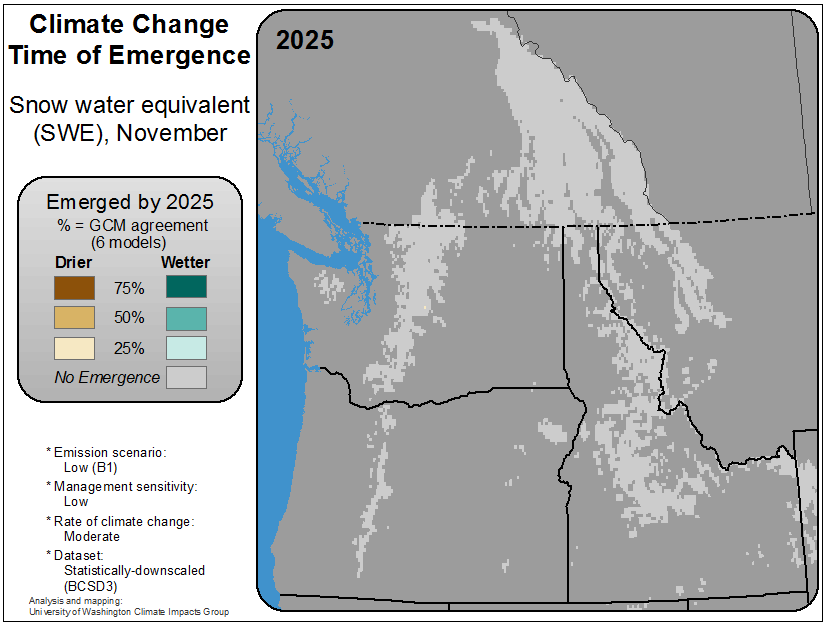 Climate Change
Time of Emergence
Snow water equivalent
(SWE), November
2025
Emerged by 2025
% = GCM agreement
(6 models)
Drier Wetter
75%
50%
25%
No Emergence
* Emission scenario:
Low (B1)
* Management sensitivity:
Low
* Rate of climate change:
Moderate
* Dataset:
Statistically-downscaled
(BCSD3)
Analysis and mapping:
University of Washington Climate Impacts Group